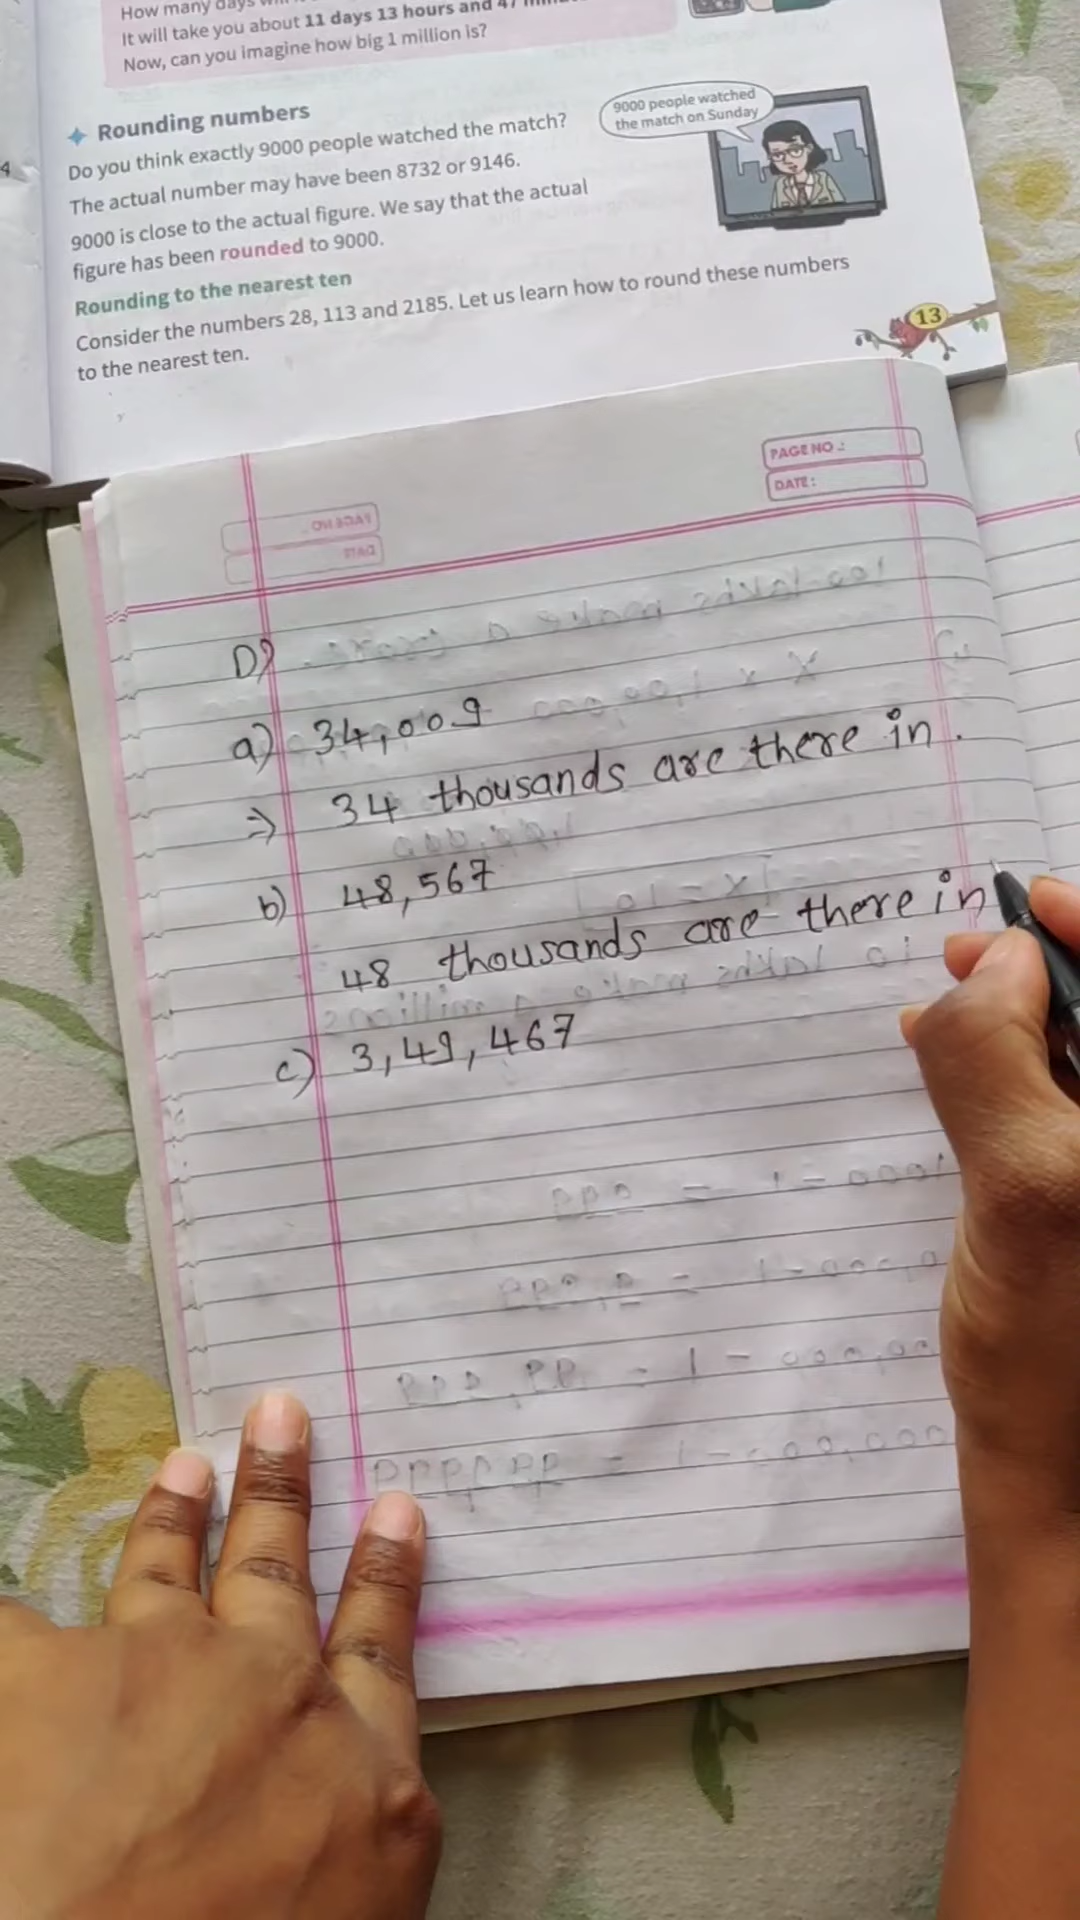 How many days
It will take you about 11 days 13 hours and 47
Now, can you imagine how big 1 million is?
Rounding numbers
Do you think exactly 9000 people watched the match?
The actual number may have been 8732 or 9146.
9000 is close to the actual figure. We say that the actual
figure has been rounded to 9000.
9000 people watched
the match on Sunday
Rounding to the nearest ten
Consider the numbers 28, 113 and 2185. Let us learn how to round these numbers
to the nearest ten.
13
4
PAGE NO.:
DATE:
D)
a) 34,009
⇒ 34 thousands are there in.
b) 48,567
48 thousands are there in
c) 3,49,467